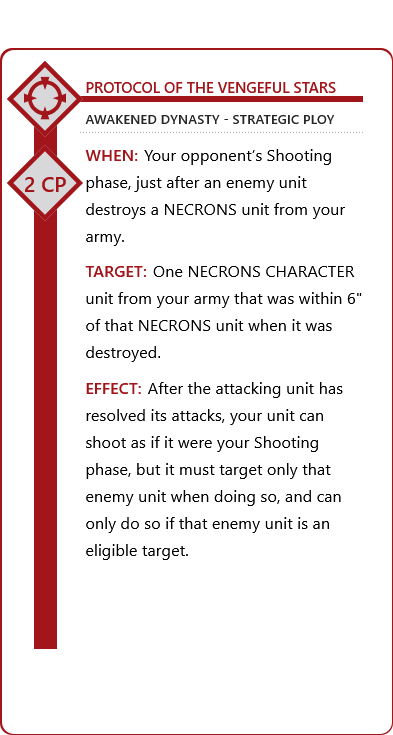 PROTOCOL OF THE VENGEFUL STARS
AWAKENED DYNASTY - STRATEGIC PLOY
2 CP
WHEN: Your opponent's Shooting
phase, just after an enemy unit
destroys a NECRONS unit from your
army.
TARGET: One NECRONS CHARACTER
unit from your army that was within 6"
of that NECRONS unit when it was
destroyed.
EFFECT: After the attacking unit has
resolved its attacks, your unit can
shoot as if it were your Shooting
phase, but it must target only that
enemy unit when doing so, and can
only do so if that enemy unit is an
eligible target.